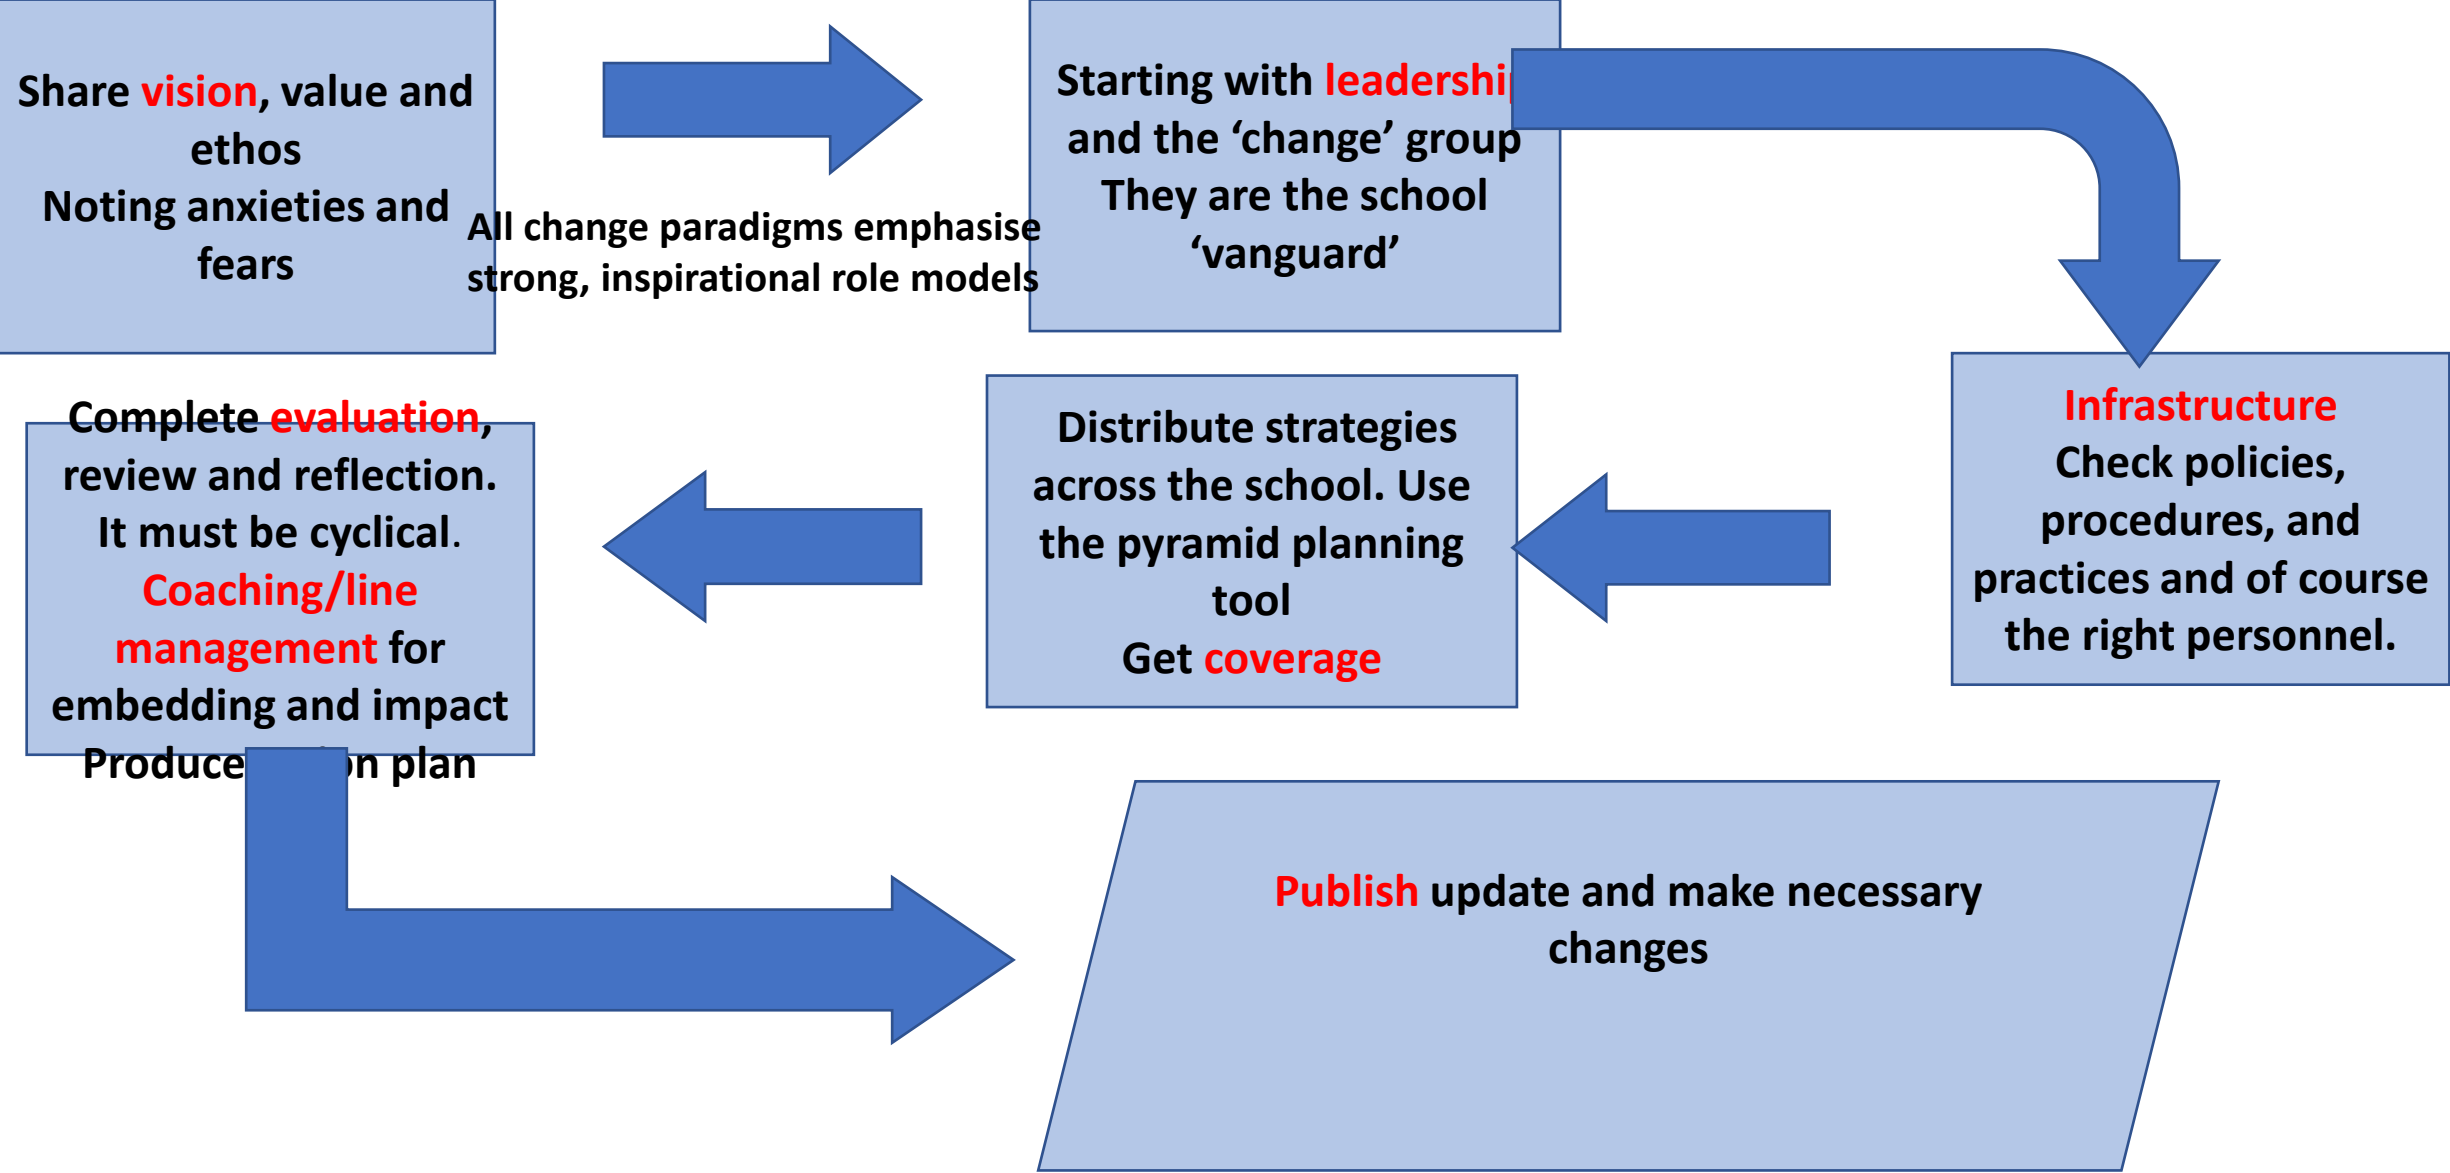 Share vision, value and
ethos
Noting anxieties and
fears
All change paradigms emphasise
strong, inspirational role models
Starting with leadership
and the ‘change’ group
They are the school
‘vanguard’
Infrastructure
Check policies,
procedures, and
practices and of course
the right personnel.
Distribute strategies
across the school. Use
the pyramid planning
tool
Get coverage
Complete evaluation,
review and reflection.
It must be cyclical.
Coaching/line
management for
embedding and impact
Produce plan
Publish update and make necessary
changes